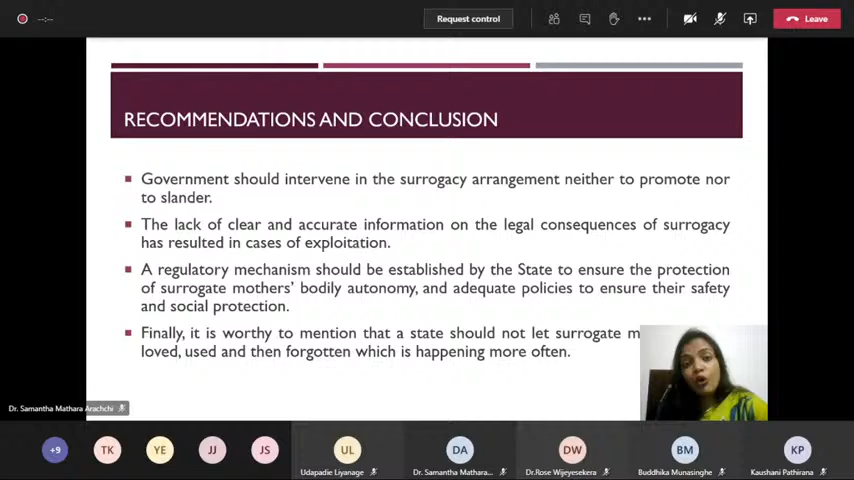 --:--
Request control
Leave
RECOMMENDATIONS AND CONCLUSION
Government should intervene in the surrogacy arrangement neither to promote nor
to slander.
The lack of clear and accurate information on the legal consequences of surrogacy
has resulted in cases of exploitation.
A regulatory mechanism should be established by the State to ensure the protection
of surrogate mothers' bodily autonomy, and adequate policies to ensure their safety
and social protection.
Finally, it is worthy to mention that a state should not let surrogate m
loved, used and then forgotten which is happening more often.
Dr. Samantha Mathara Arachchi
+9 TK YE JJ JS UL DA DW BM KP
Udapadie Liyanage Dr. Samantha Mathara... Dr.Rose Wijeyesekera Buddhika Munasinghe Kaushani Pathirana